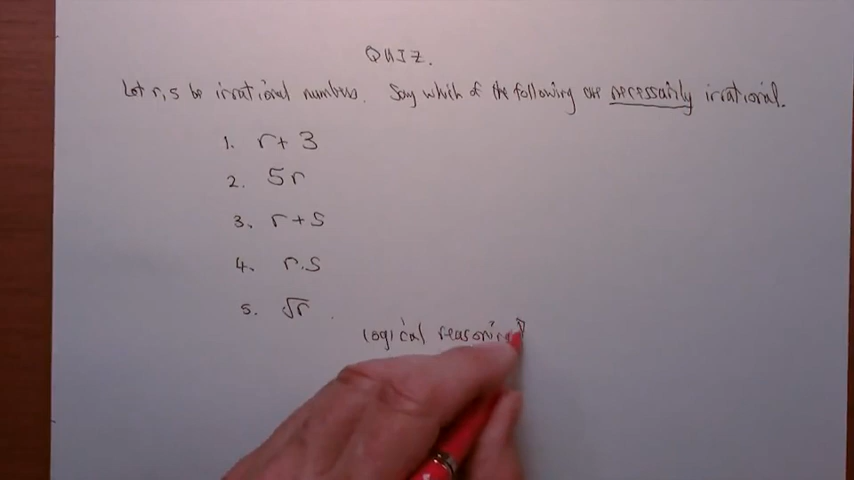 QUIZ.
Let r, s be irrational numbers. Say which of the following are necessarily irrational.
1. r + 3
2. 5r
3. r + s
4. r.s
5. √r .
logical reasoning